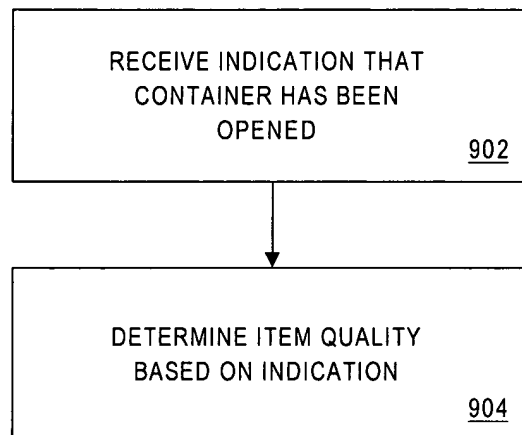 RECEIVE INDICATION THAT
CONTAINER HAS BEEN
OPENED
902
DETERMINE ITEM QUALITY
BASED ON INDICATION
904